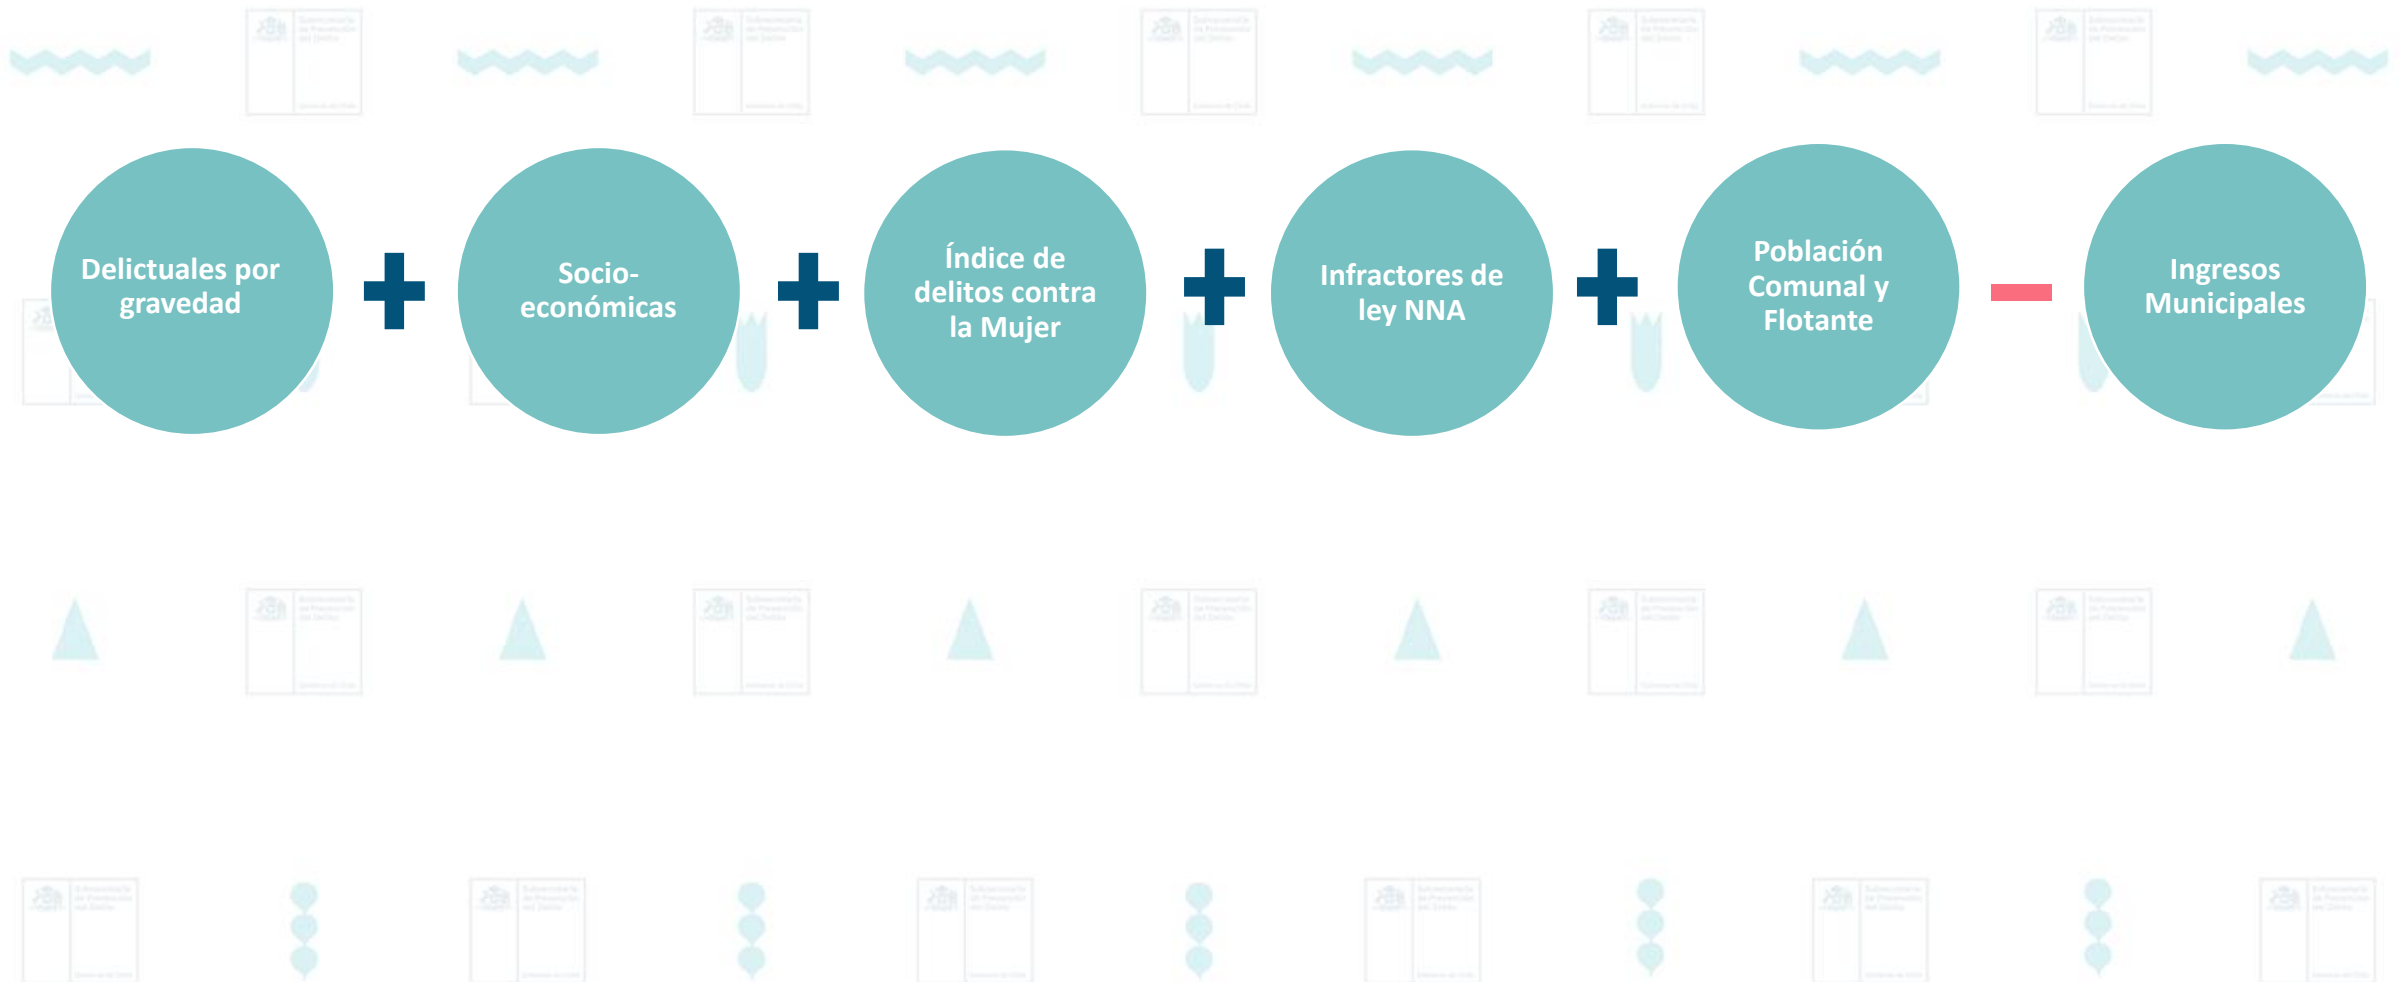 Delictuales por
gravedad
Socio-
económicas
Índice de
delitos contra
la Mujer
Infractores de
ley NNA
Población
Comunal y
Flotante
Ingresos
Municipales